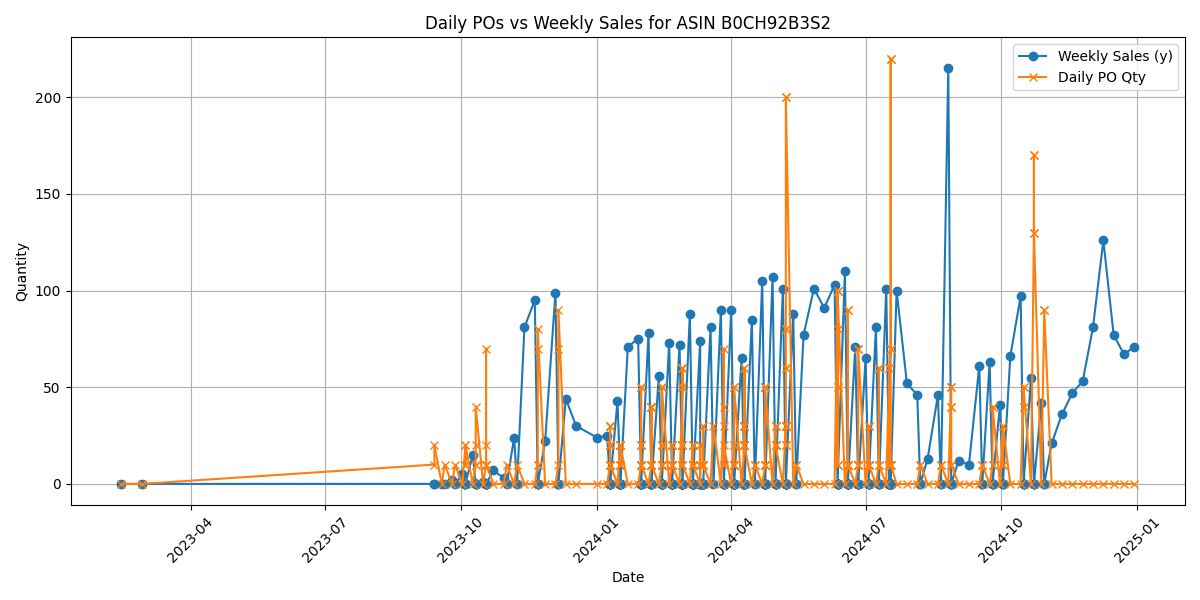 Daily POs vs Weekly Sales for ASIN B0CH92B3S2
Weekly Sales (y)
Daily PO Qty
Quantity
200
150
100
50
0
2023-04
2023-07
2023-10
2024-01
2024-04
2024-07
2024-10
2025-01
Date